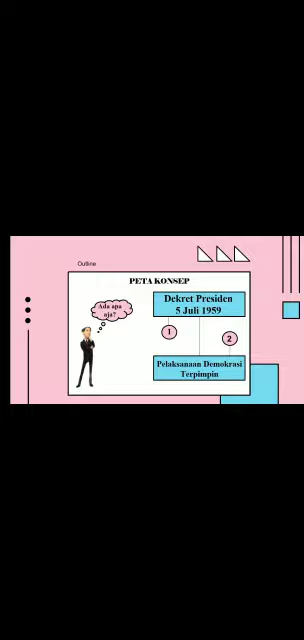 Outline
PETA KONSEP
Ada apa
aja?
Dekret Presiden
5 Juli 1959
1
2
Pelaksanaan Demokrasi
Terpimpin